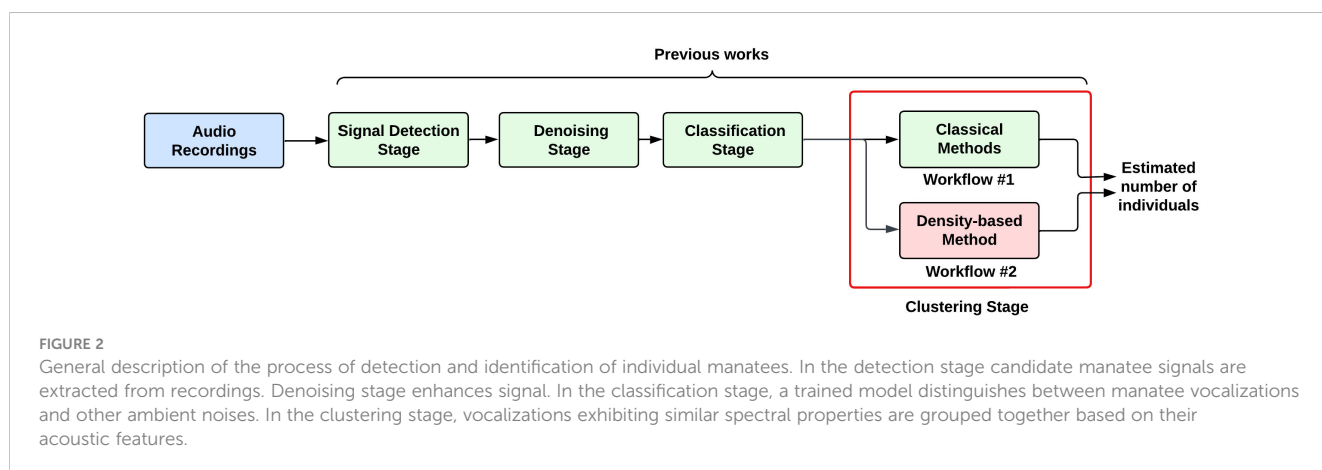 Previous works
Audio
Recordings
Signal Detection
Stage
Denoising
Stage
Classification
Stage
Classical
Methods
Workflow #1
Density-based
Method
Workflow #2
Estimated
number of
individuals
Clustering Stage
FIGURE 2
General description of the process of detection and identification of individual manatees. In the detection stage candidate manatee signals are
extracted from recordings. Denoising stage enhances signal. In the classification stage, a trained model distinguishes between manatee vocalizations
and other ambient noises. In the clustering stage, vocalizations exhibiting similar spectral properties are grouped together based on their
acoustic features.